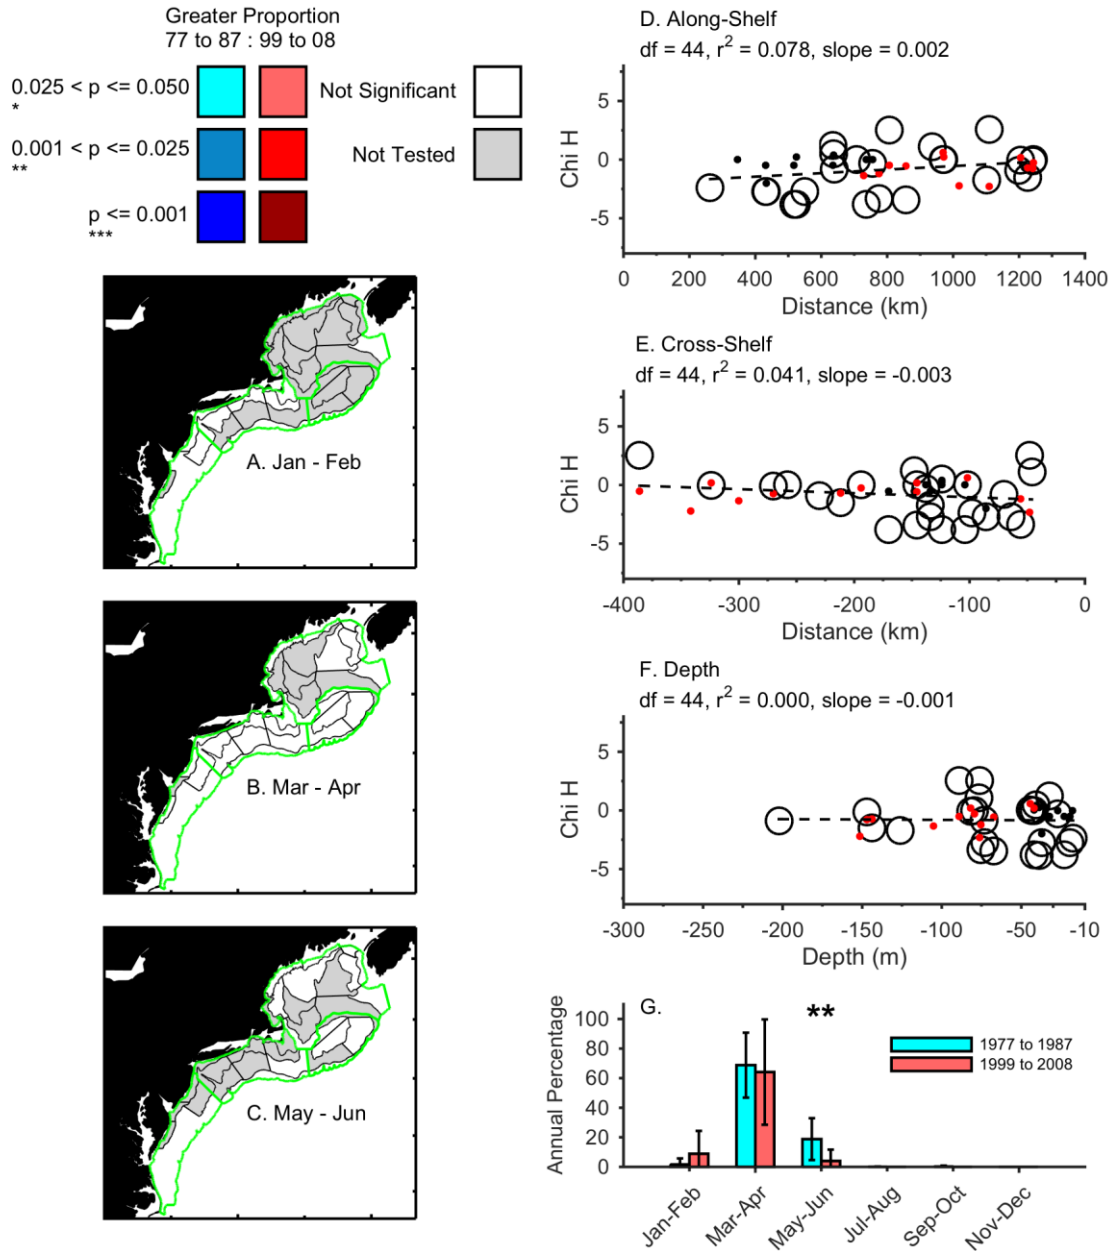 Greater Proportion
77 to 87 : 99 to 08
0.025 < p <= 0.050
*
0.001 < p <= 0.025
**
p <= 0.001
***
Not Significant
Not Tested
A. Jan - Feb
B. Mar - Apr
C. May - Jun
D. Along-Shelf
df = 44, r² = 0.078, slope = 0.002
Chi H
5
0
-5
0 200 400 600 800 1000 1200 1400
Distance (km)
E. Cross-Shelf
df = 44, r² = 0.041, slope = -0.003
Chi H
5
0
-5
-400 -300 -200 -100 0
Distance (km)
F. Depth
df = 44, r² = 0.000, slope = -0.001
Chi H
5
0
-5
-300 -250 -200 -150 -100 -50 -10
Depth (m)
G.
**
Annual Percentage
100
80
60
40
20
0
1977 to 1987
1999 to 2008
Jan-Feb
Mar-Apr
May-Jun
Jul-Aug
Sep-Oct
Nov-Dec